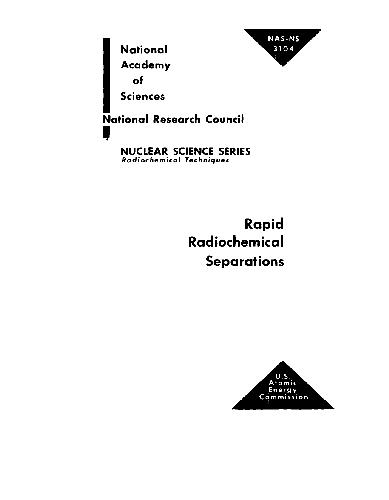 NAS-NS
3104
National
Academy
of
Sciences
National Research Council
NUCLEAR SCIENCE SERIES
Radiochemical Techniques
Rapid
Radiochemical
Separations
U.S.
Atomic
Energy
Commission